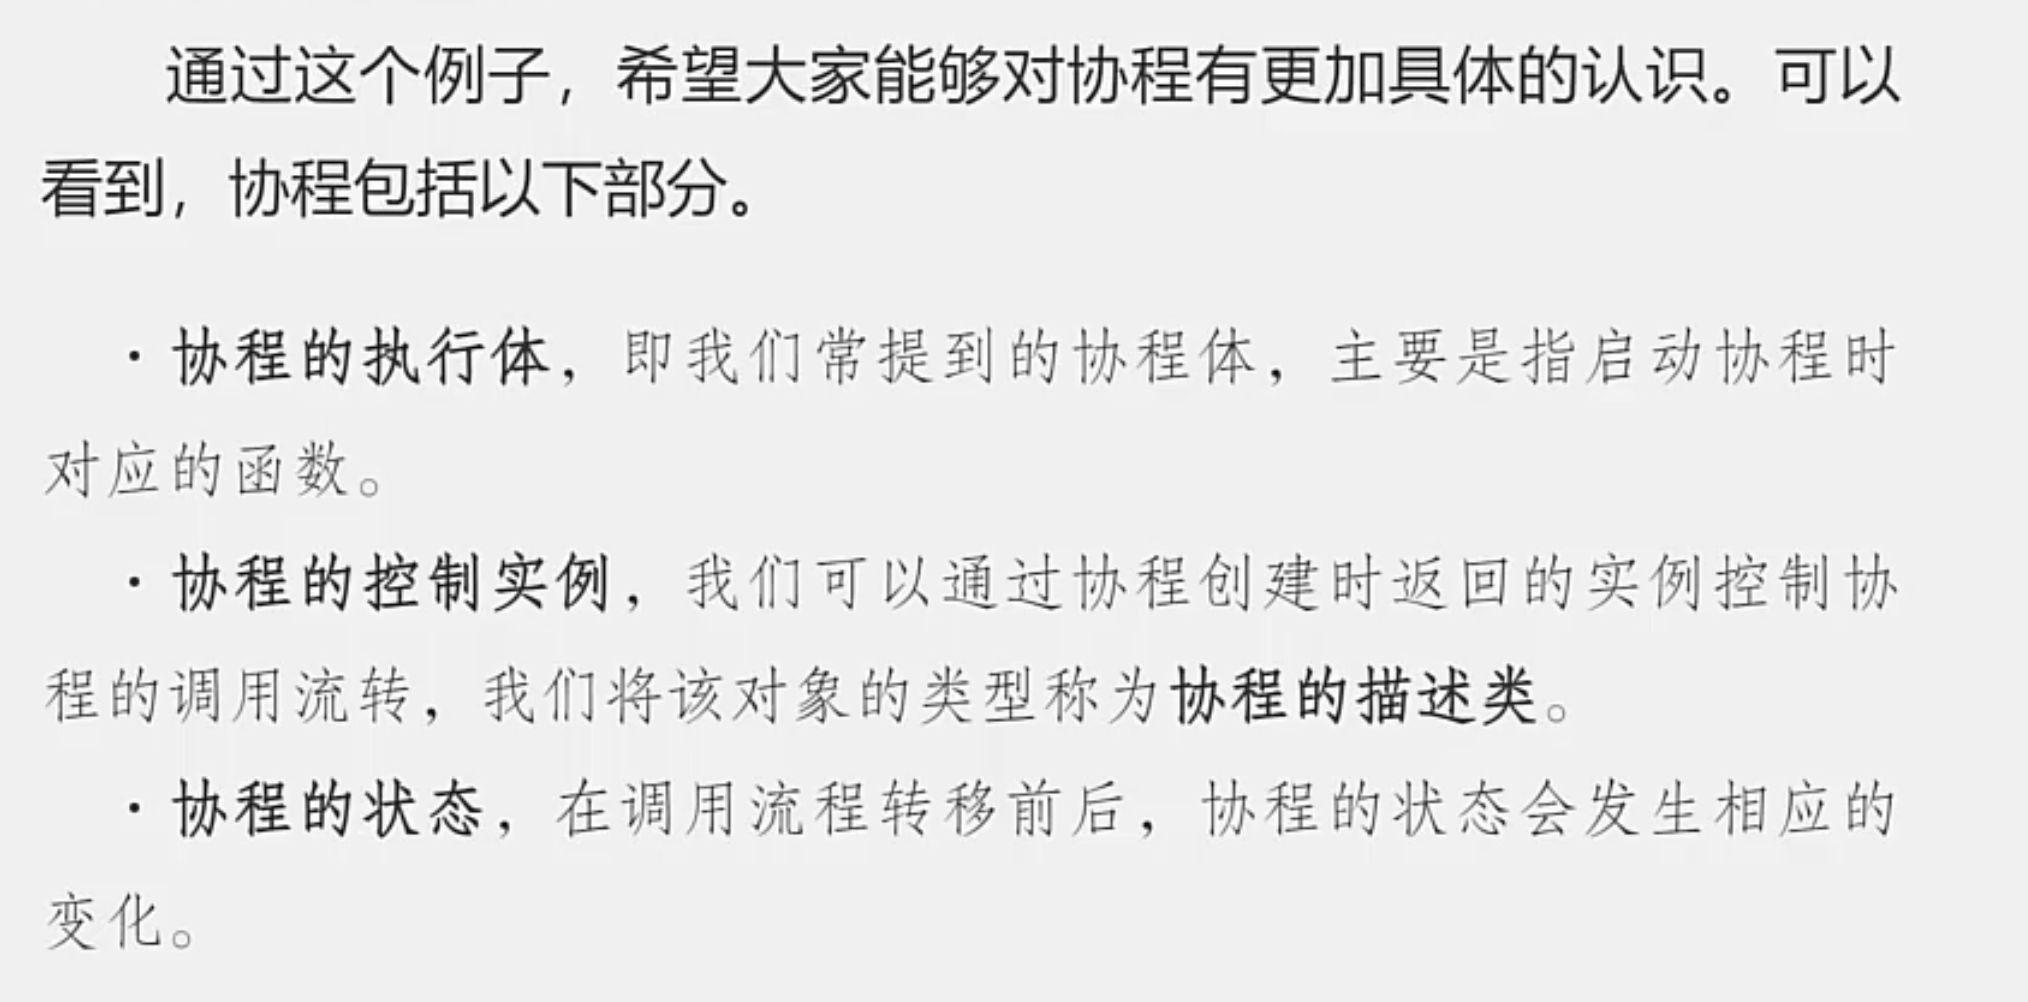 通过这个例子，希望大家能够对协程有更加具体的认识。可以
看到，协程包括以下部分。
·协程的执行体，即我们常提到的协程体，主要是指启动协程时
对应的函数。
·协程的控制实例，我们可以通过协程创建时返回的实例控制协
程的调用流转，我们将该对象的类型称为协程的描述类。
·协程的状态，在调用流程转移前后，协程的状态会发生相应的
变化。